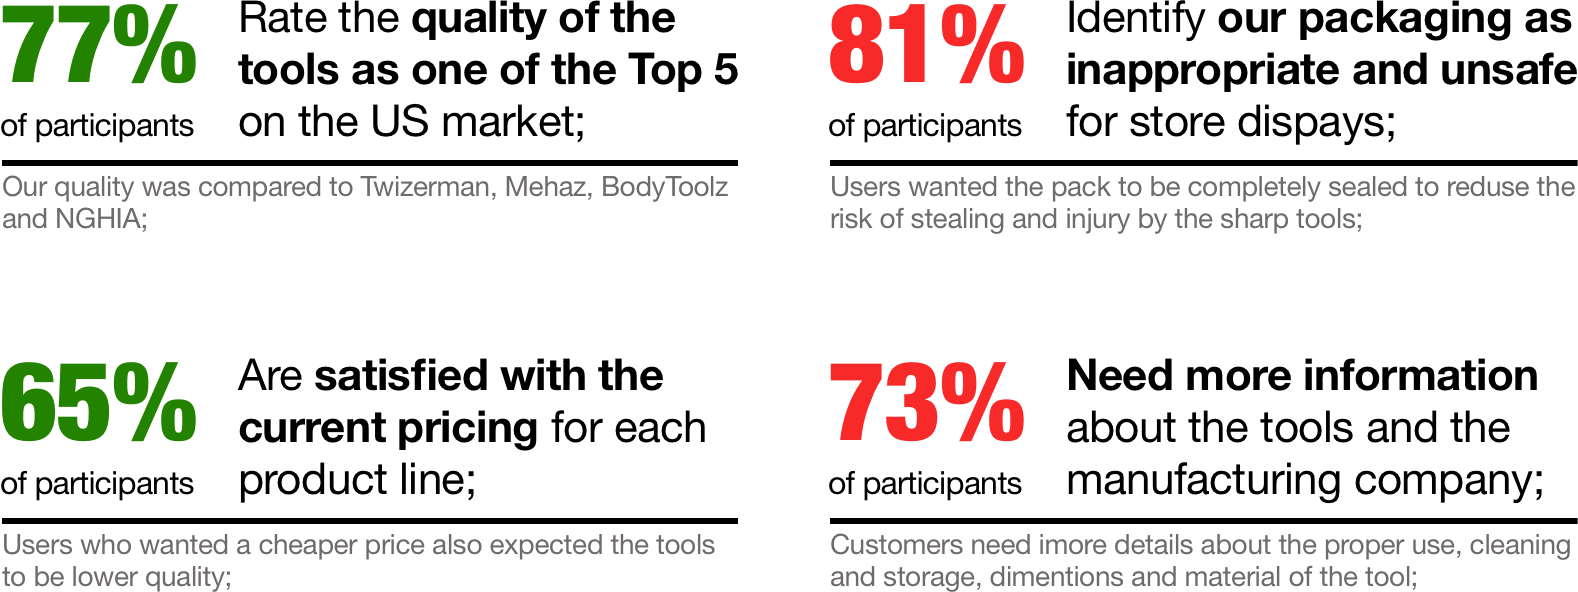 77%
of participants
Rate the quality of the
tools as one of the Top 5
on the US market;
Our quality was compared to Twizerman, Mehaz, BodyToolz
and NGHIA;
81%
of participants
Identify our packaging as
inappropriate and unsafe
for store dispays;
Users wanted the pack to be completely sealed to reduse the
risk of stealing and injury by the sharp tools;
65%
of participants
Are satisfied with the
current pricing for each
product line;
Users who wanted a cheaper price also expected the tools
to be lower quality;
73%
of participants
Need more information
about the tools and the
manufacturing company;
Customers need imore details about the proper use, cleaning
and storage, dimentions and material of the tool;